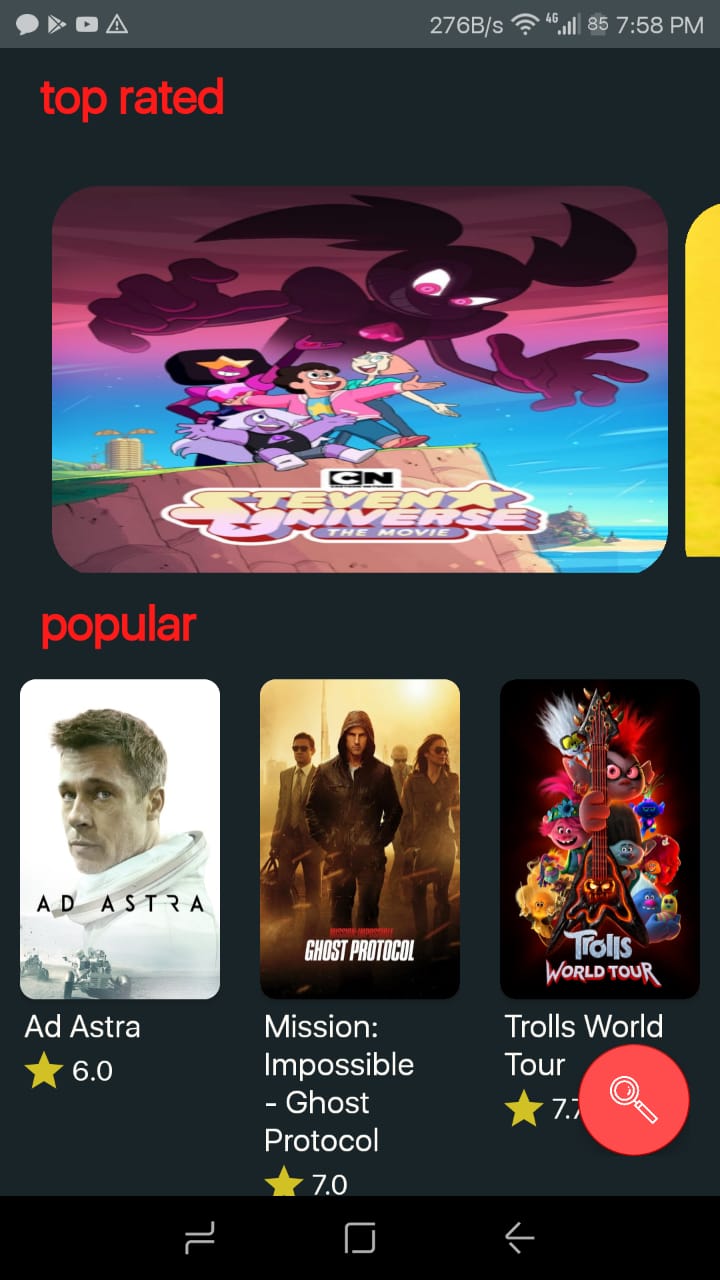 276B/s 4G 85 7:58 PM
top rated
CN
STEVEN
UNIVERSE
THE MOVIE
popular
AD ASTRA
MISSION: IMPOSSIBLE
GHOST PROTOCOL
Trolls
WORLD TOUR
Ad Astra
6.0
Mission:
Impossible
- Ghost
Protocol
7.0
Trolls World
Tour
7.7